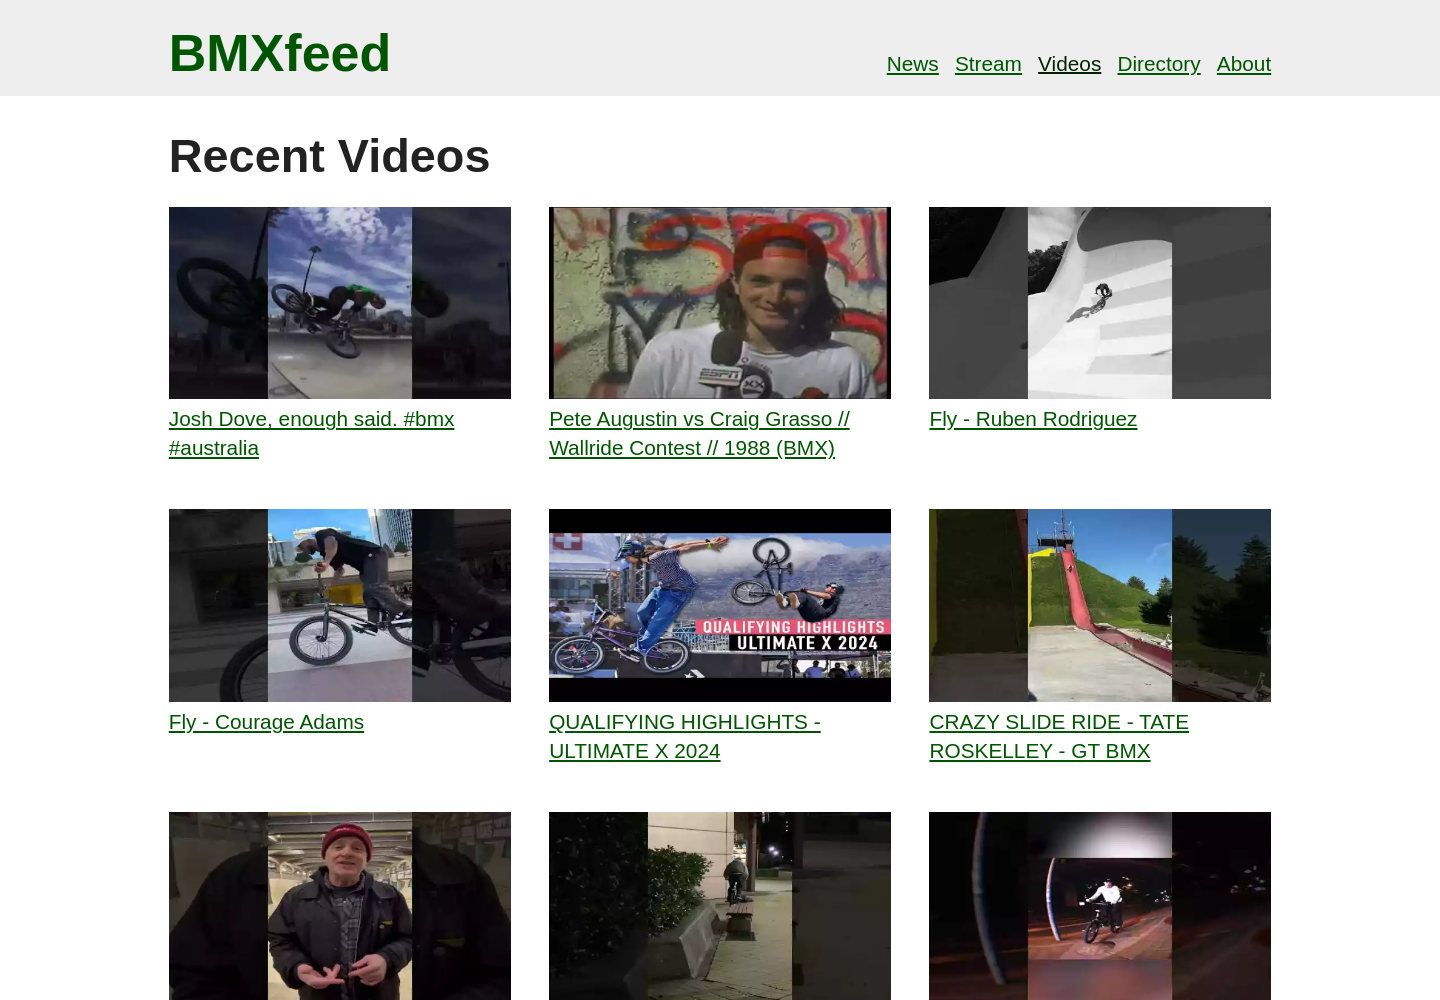 BMXfeed
News Stream Videos Directory About
Recent Videos
ESPN
Josh Dove, enough said. #bmx
#australia
Pete Augustin vs Craig Grasso //
Wallride Contest // 1988 (BMX)
Fly - Ruben Rodriguez
QUALIFYING HIGHLIGHTS
ULTIMATE X 2024
Fly - Courage Adams
QUALIFYING HIGHLIGHTS -
ULTIMATE X 2024
CRAZY SLIDE RIDE - TATE
ROSKELLEY - GT BMX